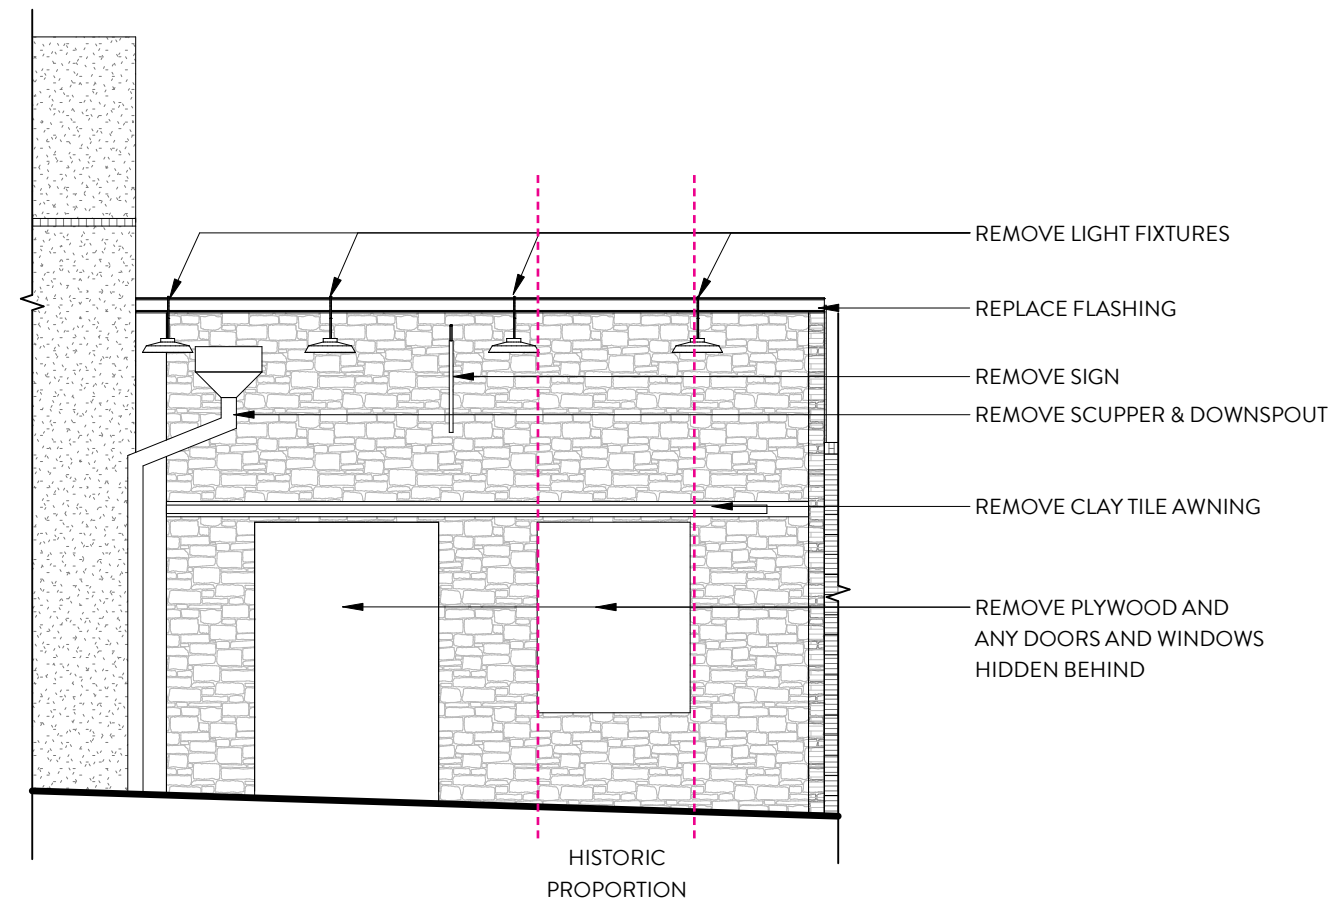 REMOVE LIGHT FIXTURES
REPLACE FLASHING
REMOVE SIGN
REMOVE SCUPPER & DOWNSPOUT
REMOVE CLAY TILE AWNING
REMOVE PLYWOOD AND
ANY DOORS AND WINDOWS
HIDDEN BEHIND
HISTORIC
PROPORTION